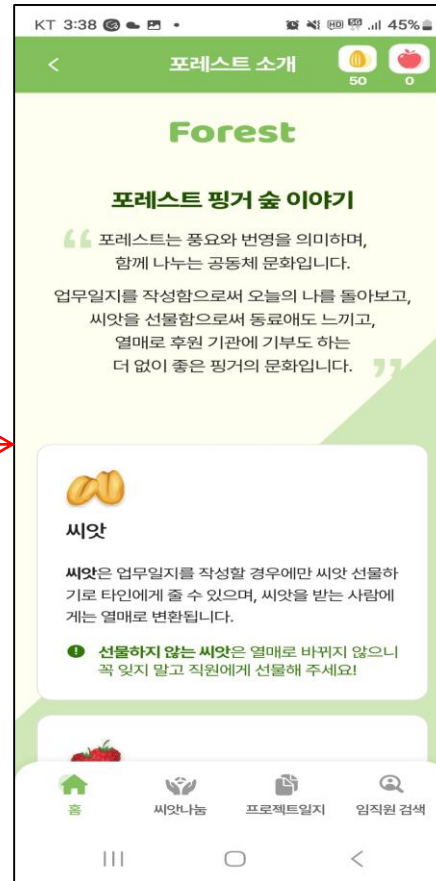 KT 3:38
5G
45%
포레스트 소개
50
0
Forest
포레스트 핑거 숲 이야기
포레스트는 풍요와 번영을 의미하며,
함께 나누는 공동체 문화입니다.
업무일지를 작성함으로써 오늘의 나를 돌아보고,
씨앗을 선물함으로써 동료애도 느끼고,
열매로 후원 기관에 기부도 하는
더 없이 좋은 핑거의 문화입니다.
씨앗
씨앗은 업무일지를 작성할 경우에만 씨앗 선물하
기로 타인에게 줄 수 있으며, 씨앗을 받는 사람에
게는 열매로 변환됩니다.
선물하지 않는 씨앗은 열매로 바뀌지 않으니
꼭 잊지 말고 직원에게 선물해 주세요!
홈
씨앗나눔
프로젝트일지
임직원 검색